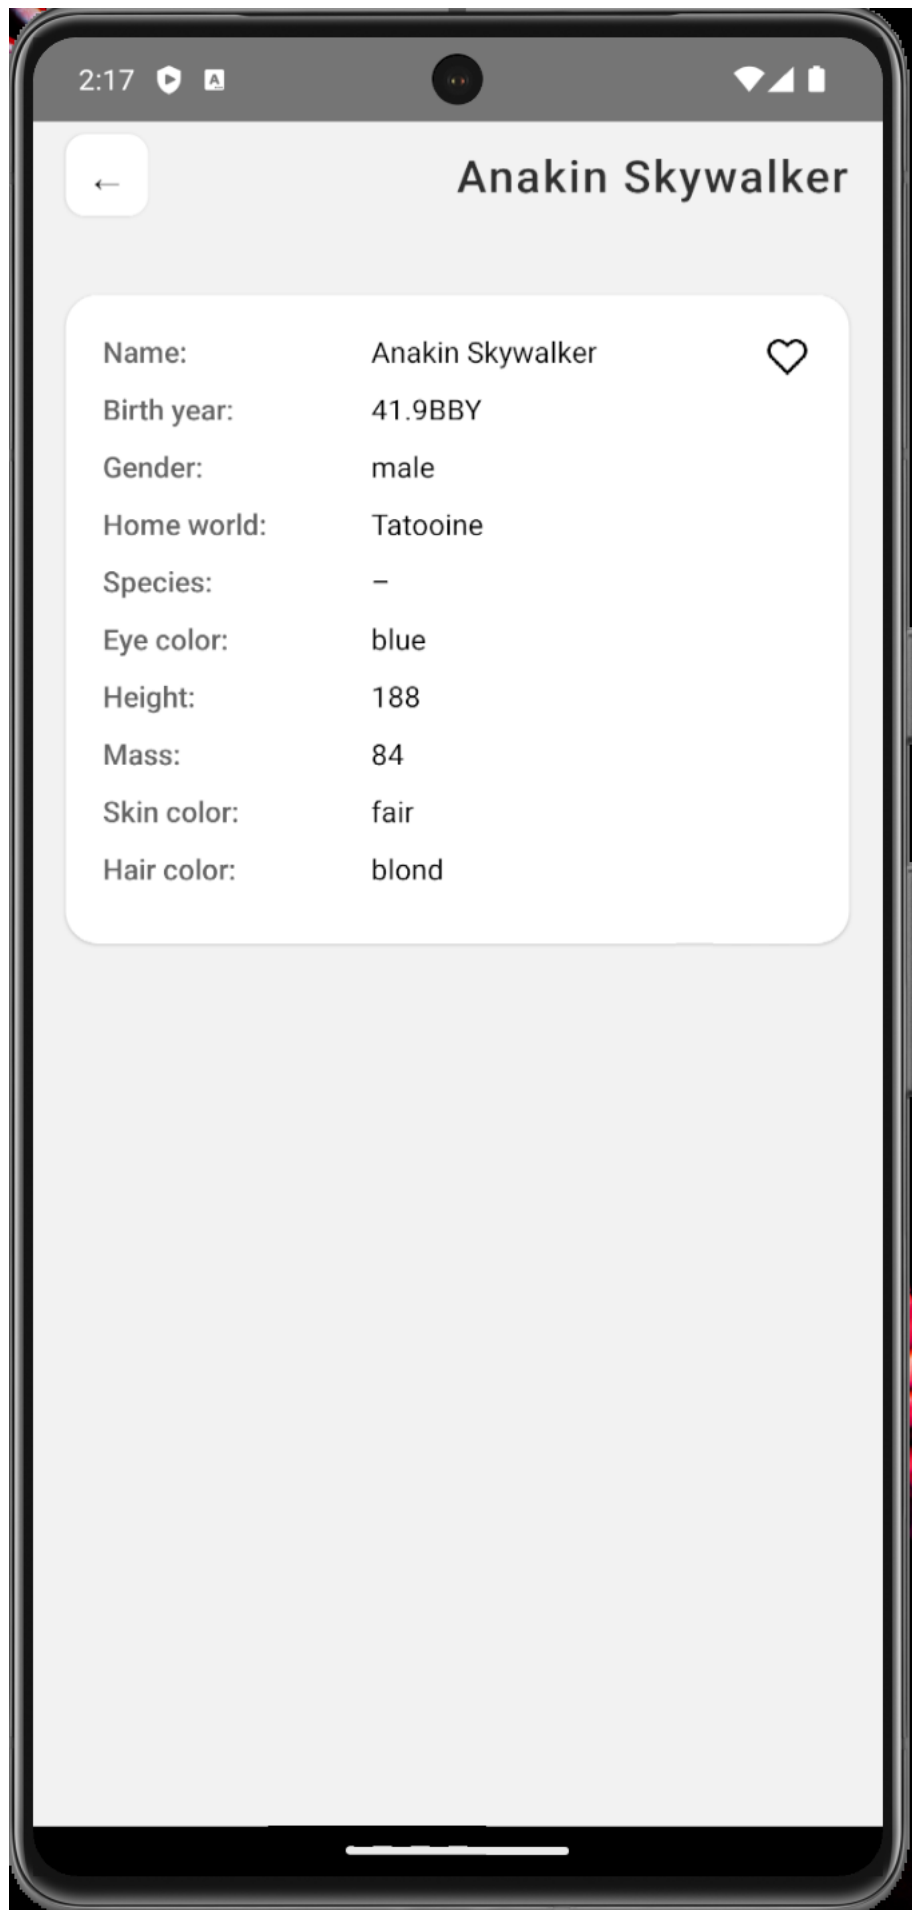 2:17
← Anakin Skywalker
Name: Anakin Skywalker
Birth year: 41.9BBY
Gender: male
Home world: Tatooine
Species: –
Eye color: blue
Height: 188
Mass: 84
Skin color: fair
Hair color: blond